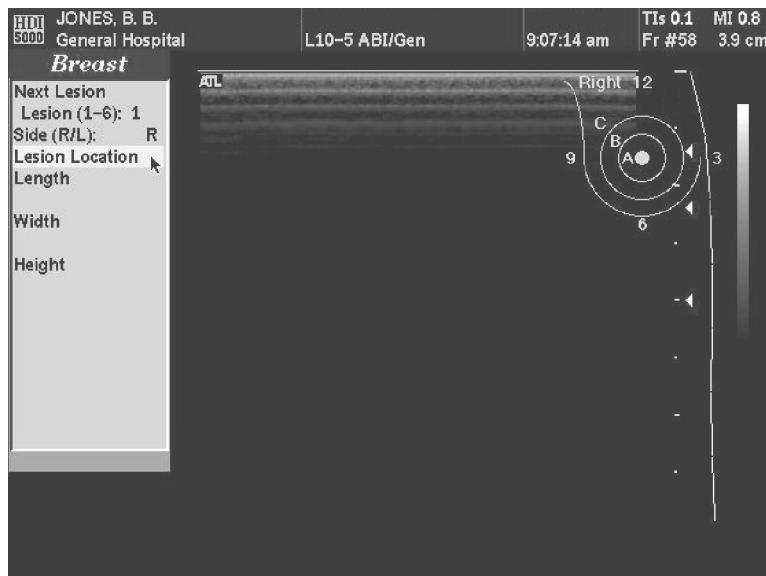 HDI 5000
JONES, B. B.
General Hospital
L10-5 ABI/Gen
9:07:14 am
TIs 0.1 MI 0.8
Fr #58 3.9 cm
Breast
Next Lesion
Lesion (1-6): 1
Side (R/L): R
Lesion Location
Length
Width
Height
ATL
Right 12
C
B
A
9
3
6